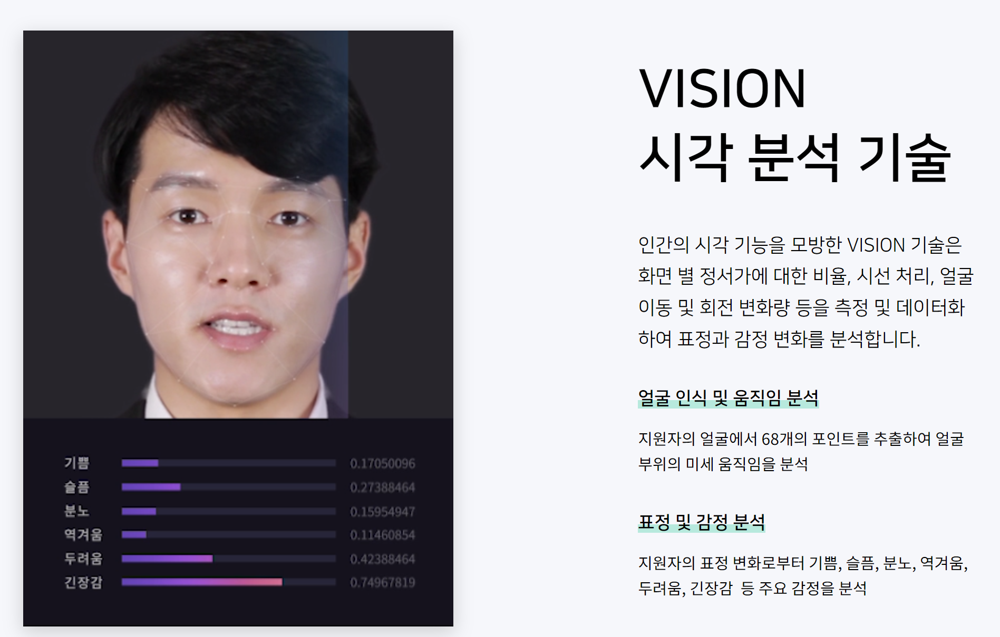 VISION
시각 분석 기술
인간의 시각 기능을 모방한 VISION 기술은
화면 별 정서가에 대한 비율, 시선 처리, 얼굴
이동 및 회전 변화량 등을 측정 및 데이터화
하여 표정과 감정 변화를 분석합니다.
얼굴 인식 및 움직임 분석
지원자의 얼굴에서 68개의 포인트를 추출하여 얼굴
부위의 미세 움직임을 분석
표정 및 감정 분석
지원자의 표정 변화로부터 기쁨, 슬픔, 분노, 역겨움,
두려움, 긴장감 등 주요 감정을 분석
기쁨 0.17050096
슬픔 0.27388464
분노 0.15954947
역겨움 0.11460854
두려움 0.42388464
긴장감 0.74967819